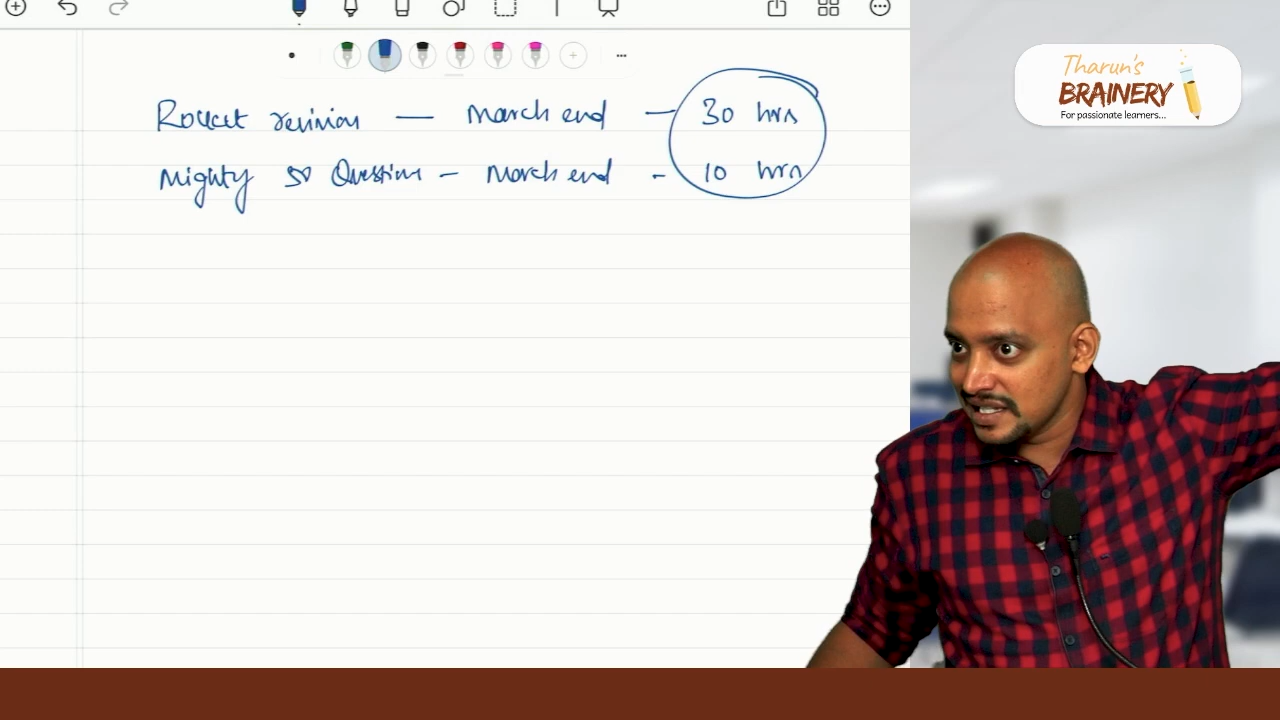 Rocket revision — March end — 30 hrs
Mighty 50 Question - March end - 10 hrs
Tharun's
BRAINERY
For passionate learners...